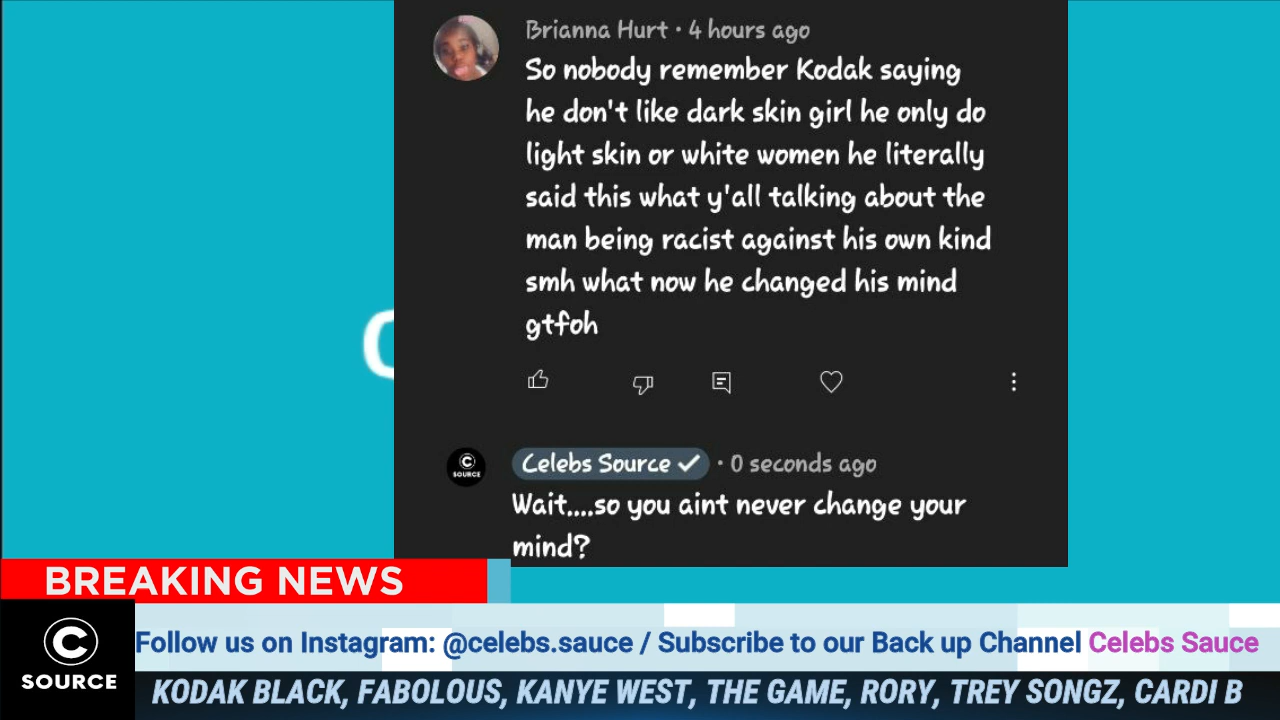 Brianna Hurt · 4 hours ago
So nobody remember Kodak saying
he don't like dark skin girl he only do
light skin or white women he literally
said this what y'all talking about the
man being racist against his own kind
smh what now he changed his mind
gtfoh
Celebs Source ✓ · 0 seconds ago
Wait....so you aint never change your
mind?
BREAKING NEWS
C
SOURCE
Follow us on Instagram: @celebs.sauce / Subscribe to our Back up Channel Celebs Sauce
KODAK BLACK, FABOLOUS, KANYE WEST, THE GAME, RORY, TREY SONGZ, CARDI B